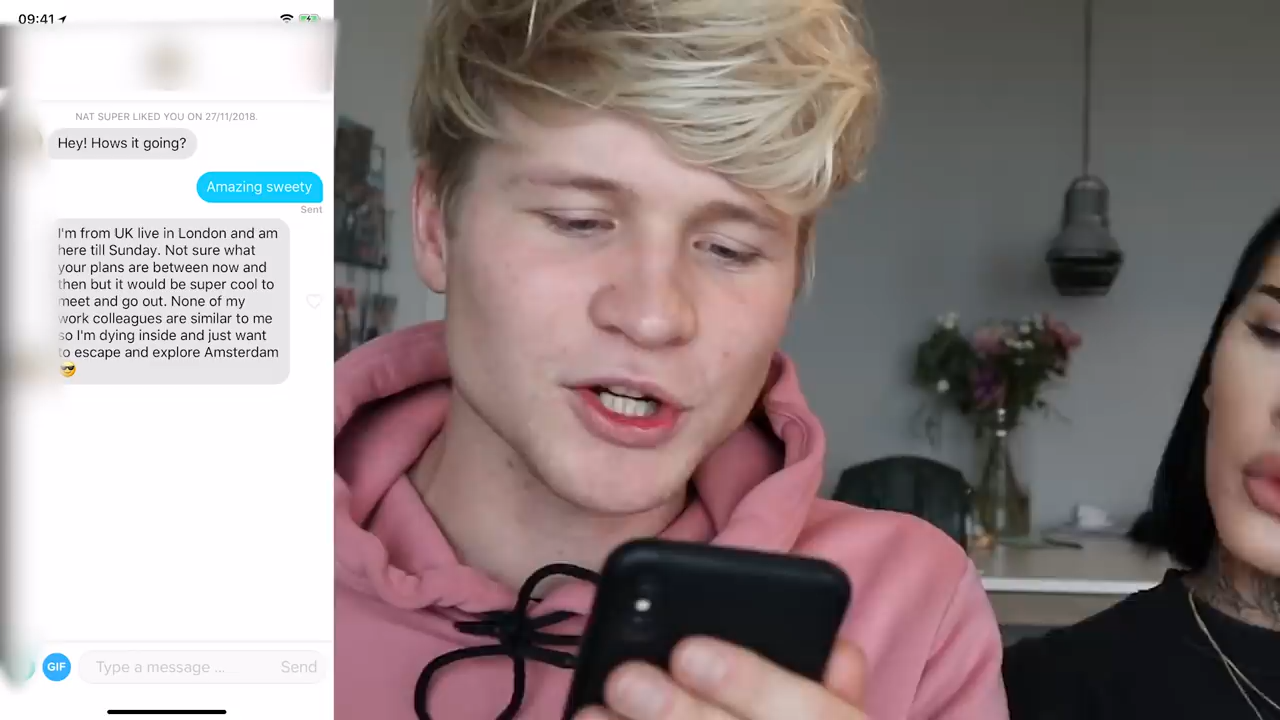 09:41
NAT SUPER LIKED YOU ON 27/11/2018.
Hey! Hows it going?
Amazing sweety
Sent
I'm from UK live in London and am
here till Sunday. Not sure what
your plans are between now and
then but it would be super cool to
meet and go out. None of my
work colleagues are similar to me
so I'm dying inside and just want
to escape and explore Amsterdam
😎
GIF
Type a message ...
Send